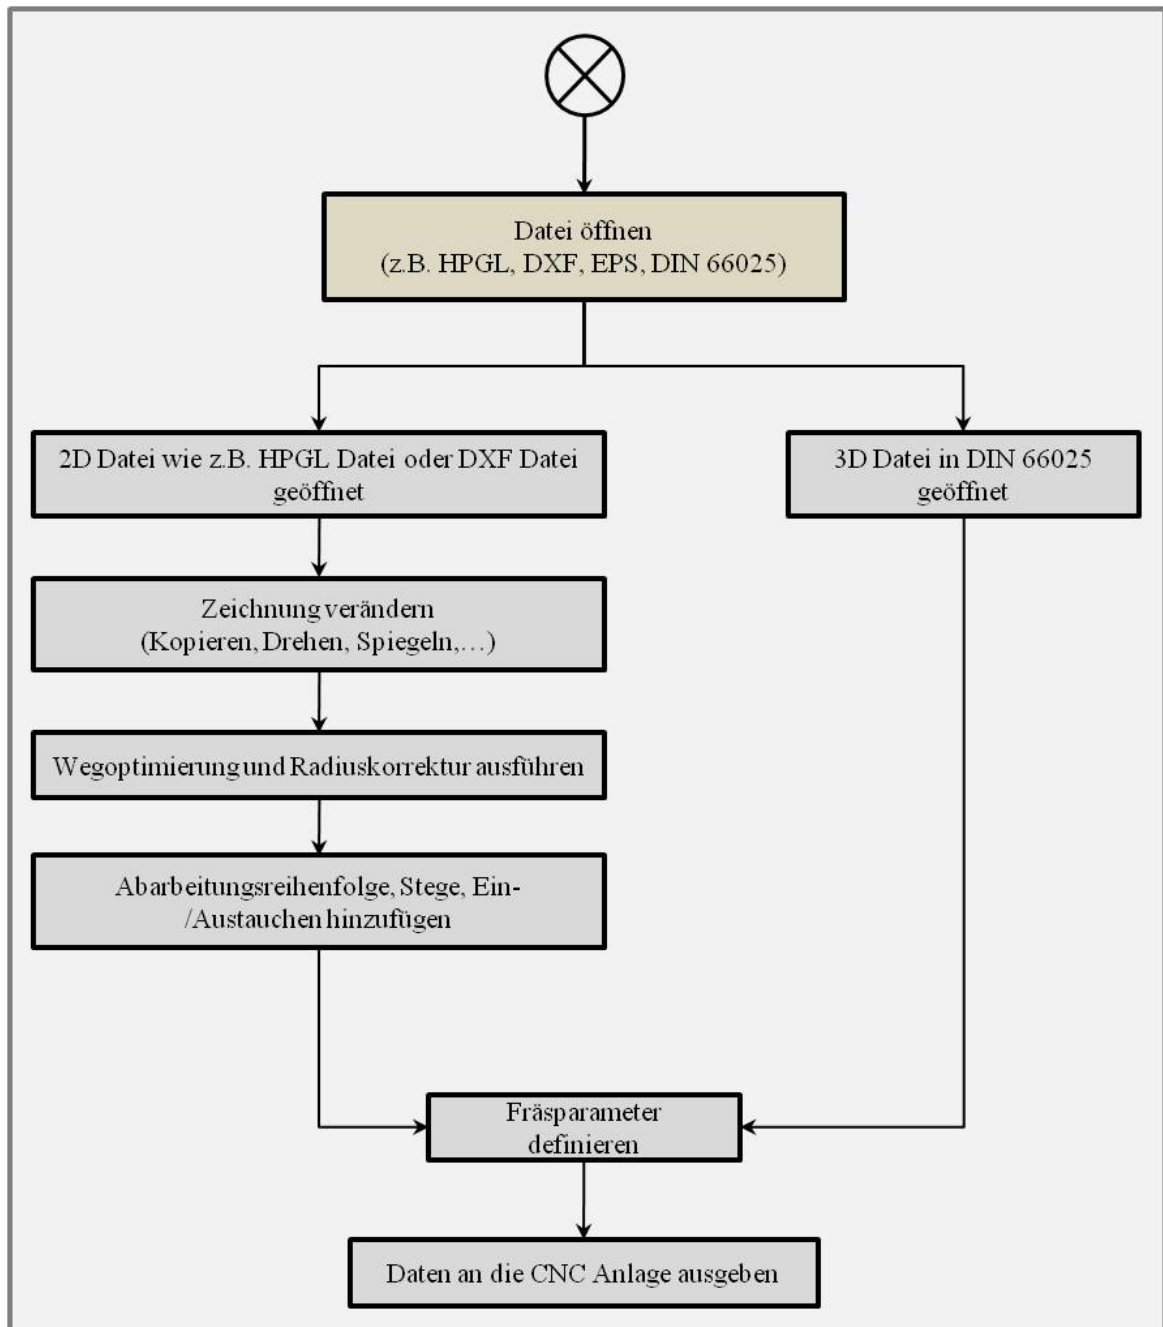 Datei öffnen
(z.B. HPGL, DXF, EPS, DIN 66025)
2D Datei wie z.B. HPGL Datei oder DXF Datei
geöffnet
3D Datei in DIN 66025
geöffnet
Zeichnung verändern
(Kopieren, Drehen, Spiegeln,…)
Wegoptimierung und Radiuskorrektur ausführen
Abarbeitungsreihenfolge, Stege, Ein-
/Austauchen hinzufügen
Fräsparameter
definieren
Daten an die CNC Anlage ausgeben